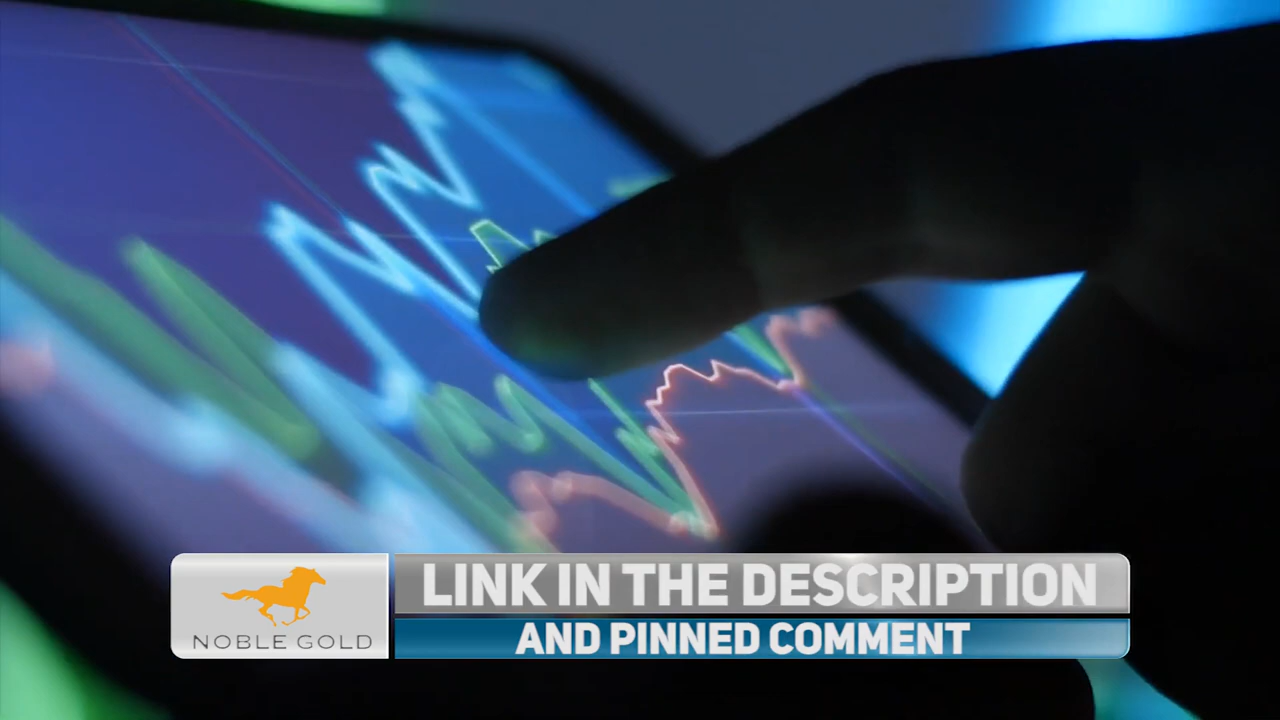 LINK IN THE DESCRIPTION
NOBLE GOLD
AND PINNED COMMENT